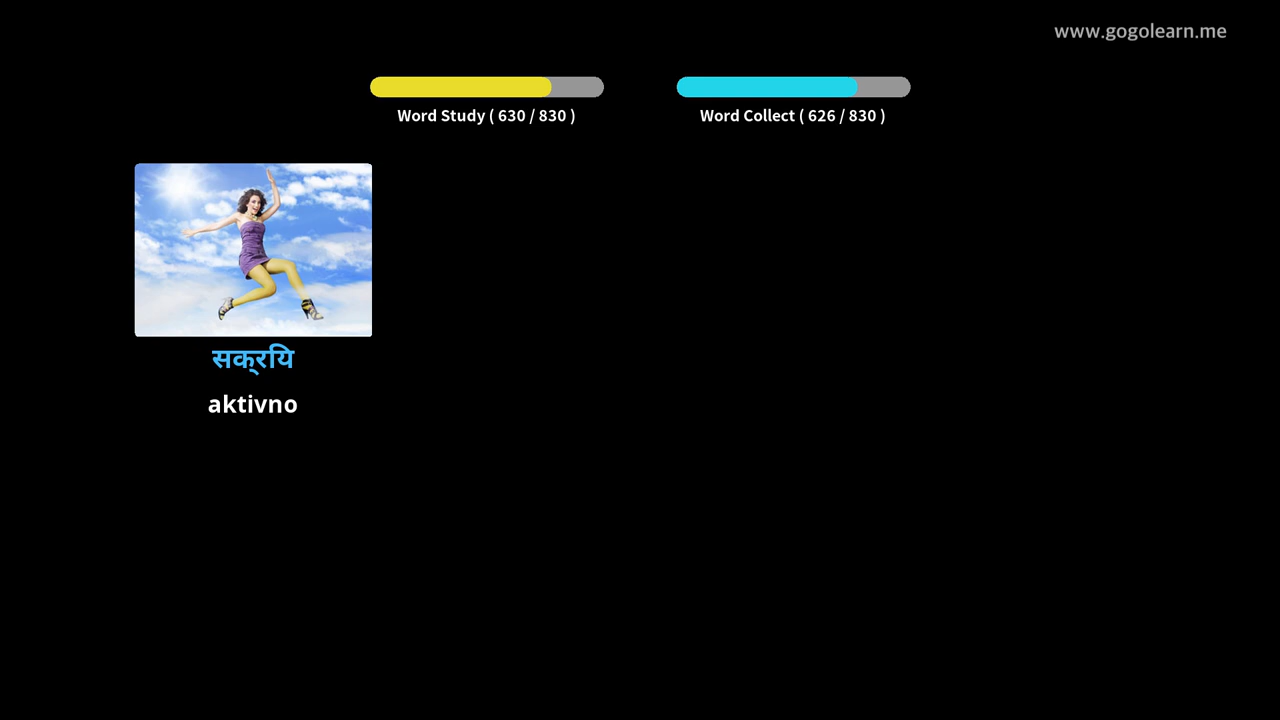 www.gogolearn.me
Word Study ( 630 / 830 )
Word Collect ( 626 / 830 )
सक्रयि
aktivno